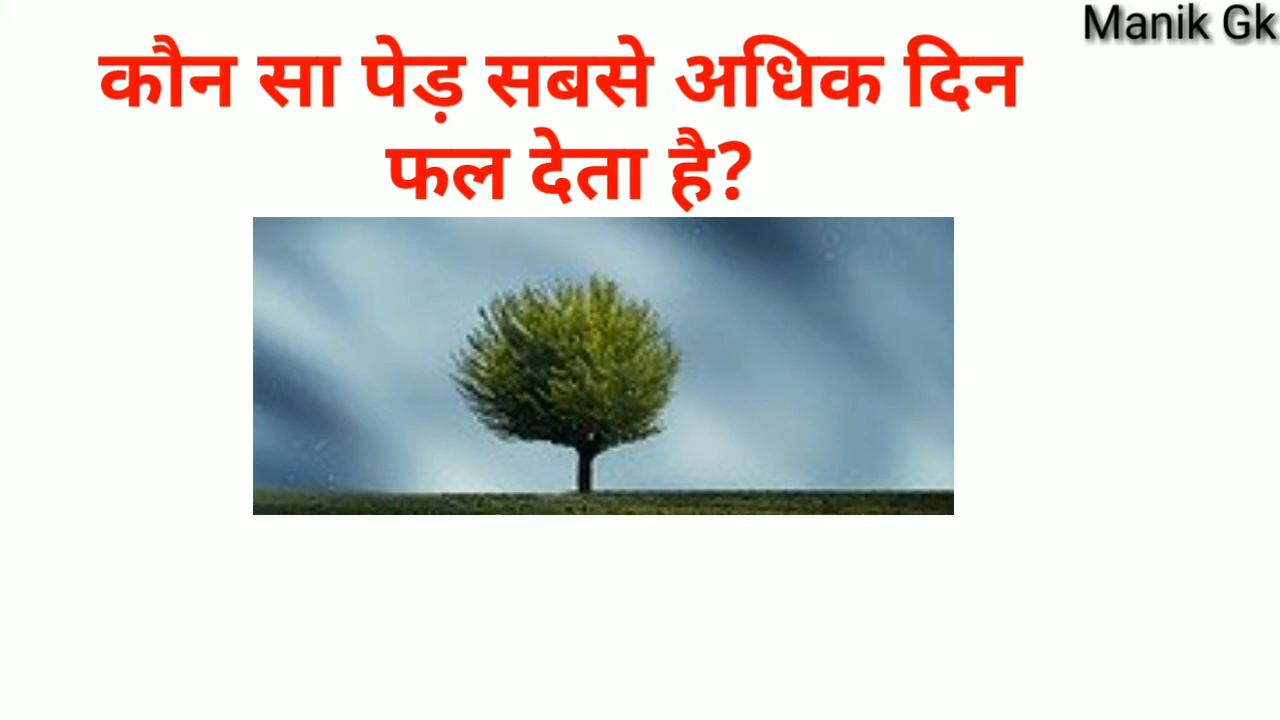 Manik Gk
कौन सा पेड़ सबसे अधिक दिन
फल देता है?